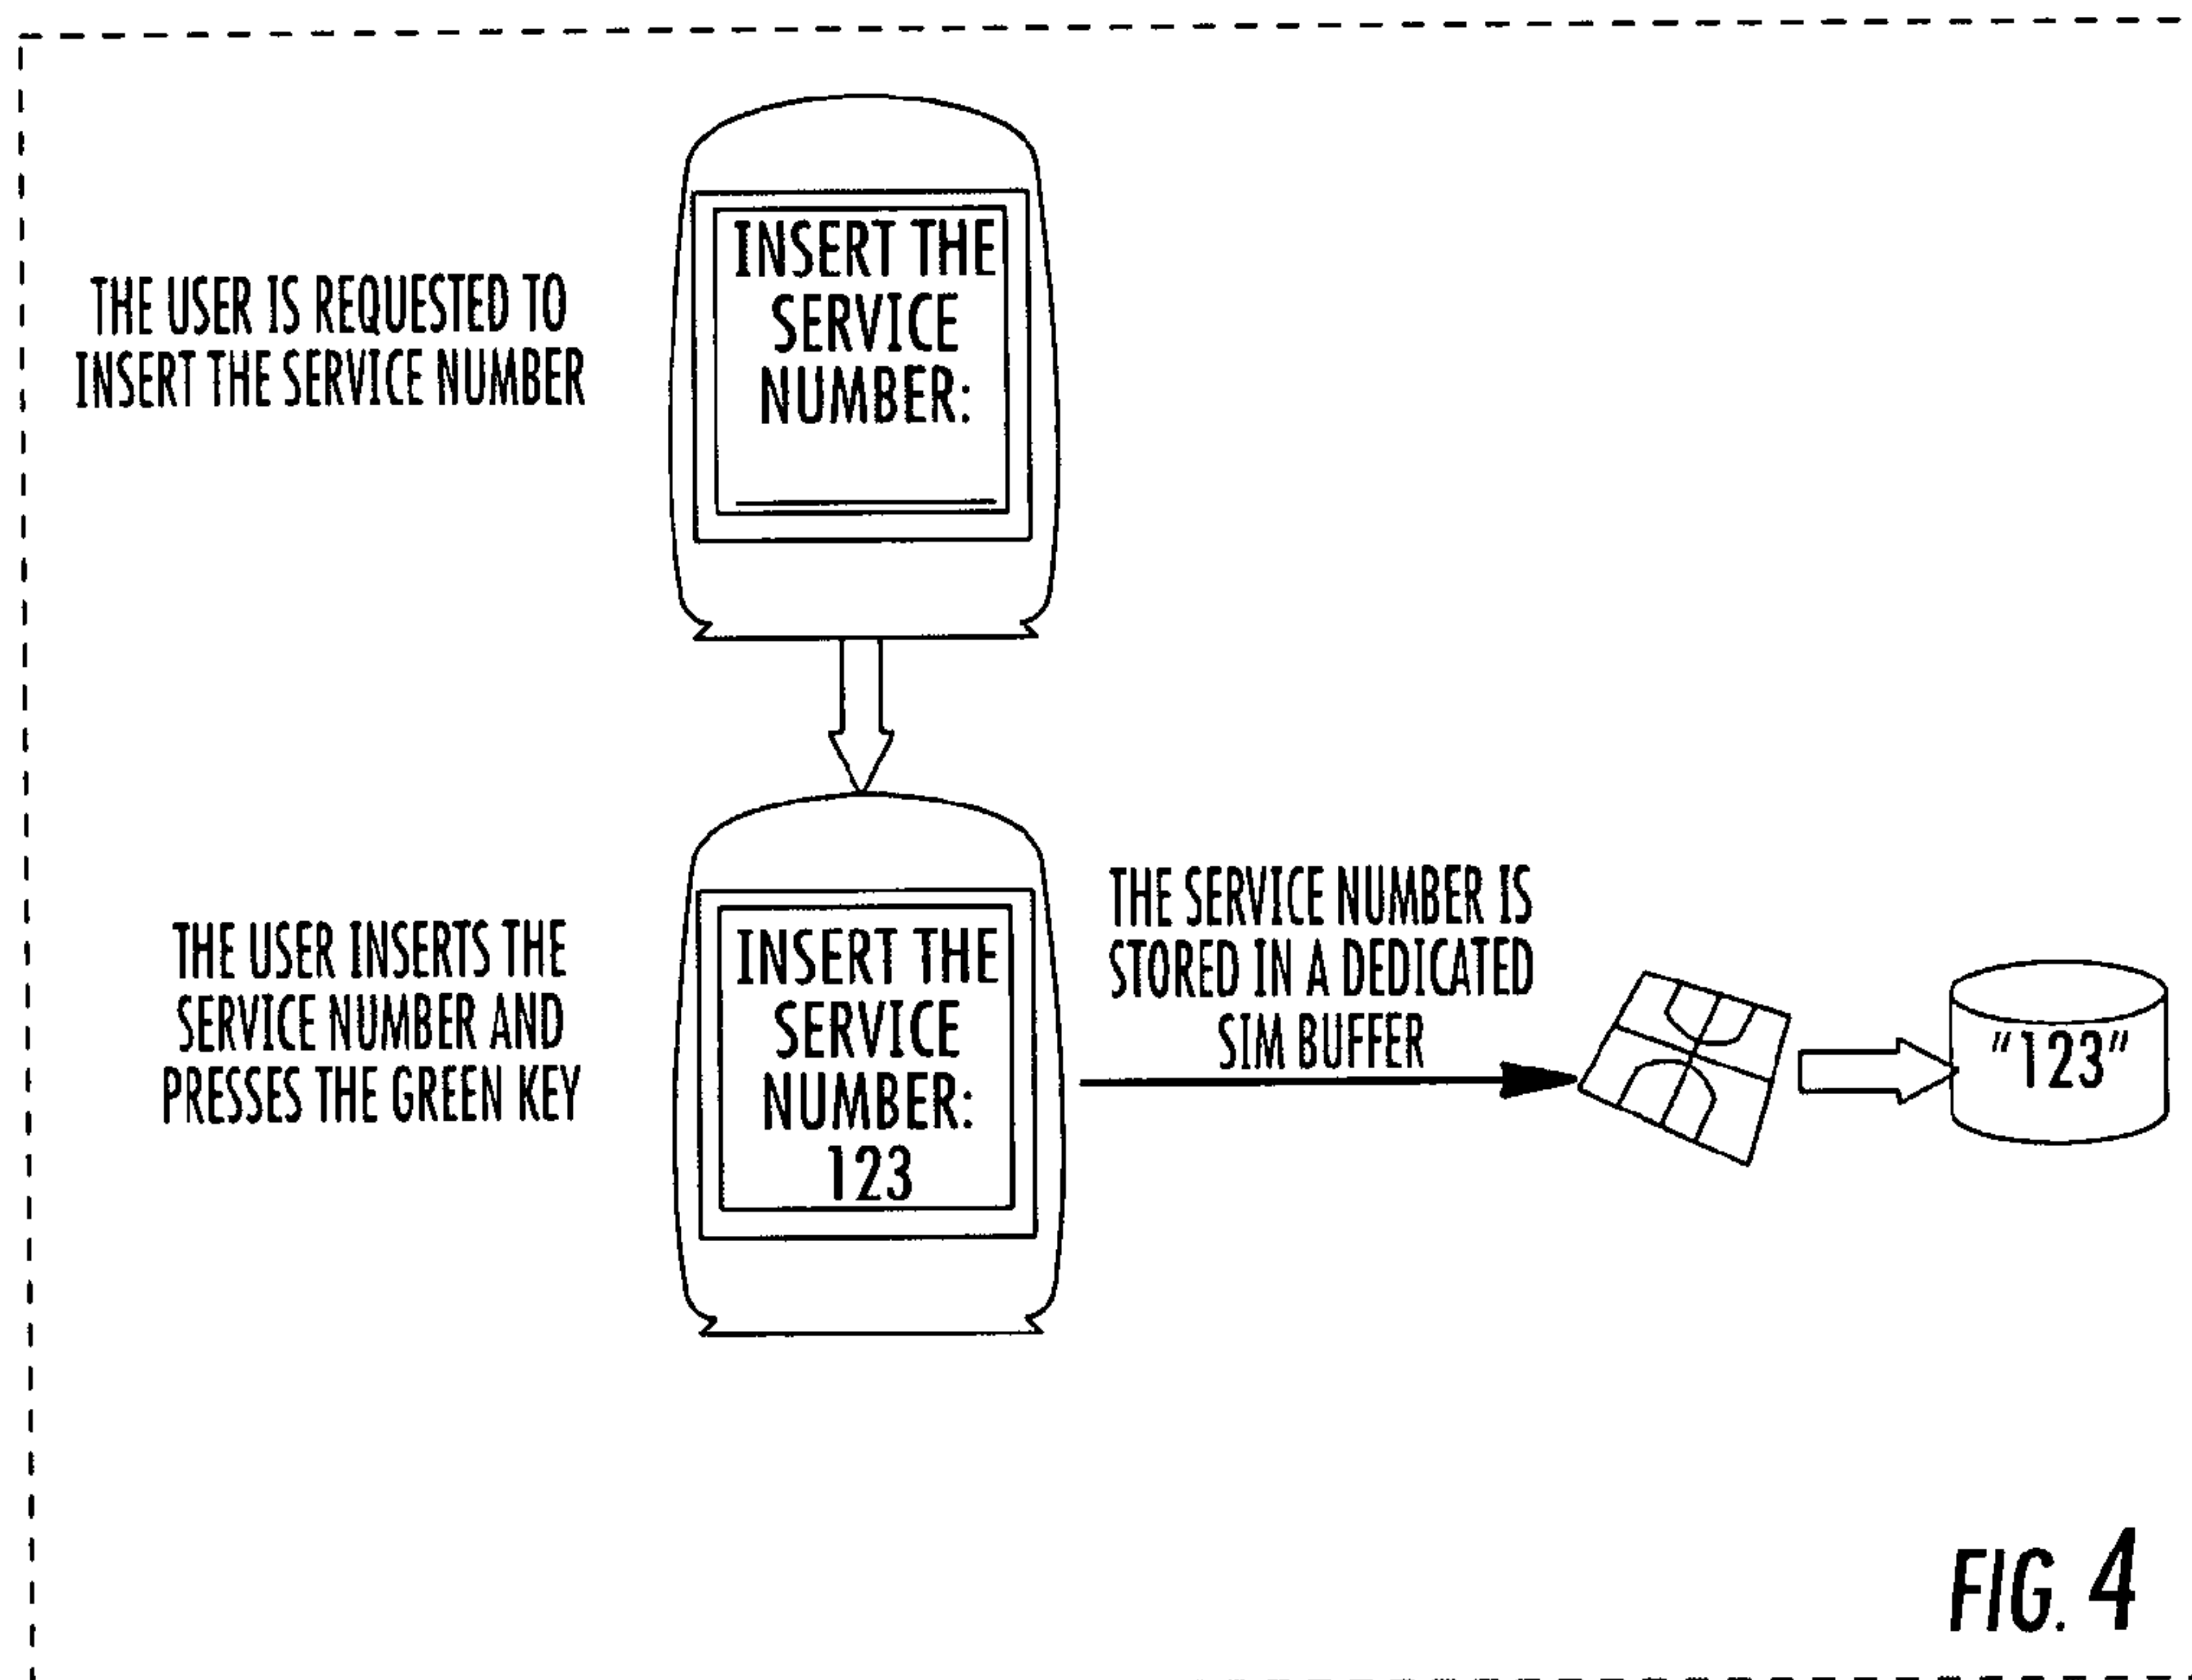 THE USER IS REQUESTED TO
INSERT THE SERVICE NUMBER
INSERT THE
SERVICE
NUMBER:
THE USER INSERTS THE
SERVICE NUMBER AND
PRESSES THE GREEN KEY
INSERT THE
SERVICE
NUMBER:
123
THE SERVICE NUMBER IS
STORED IN A DEDICATED
SIM BUFFER
"123"
FIG. 4